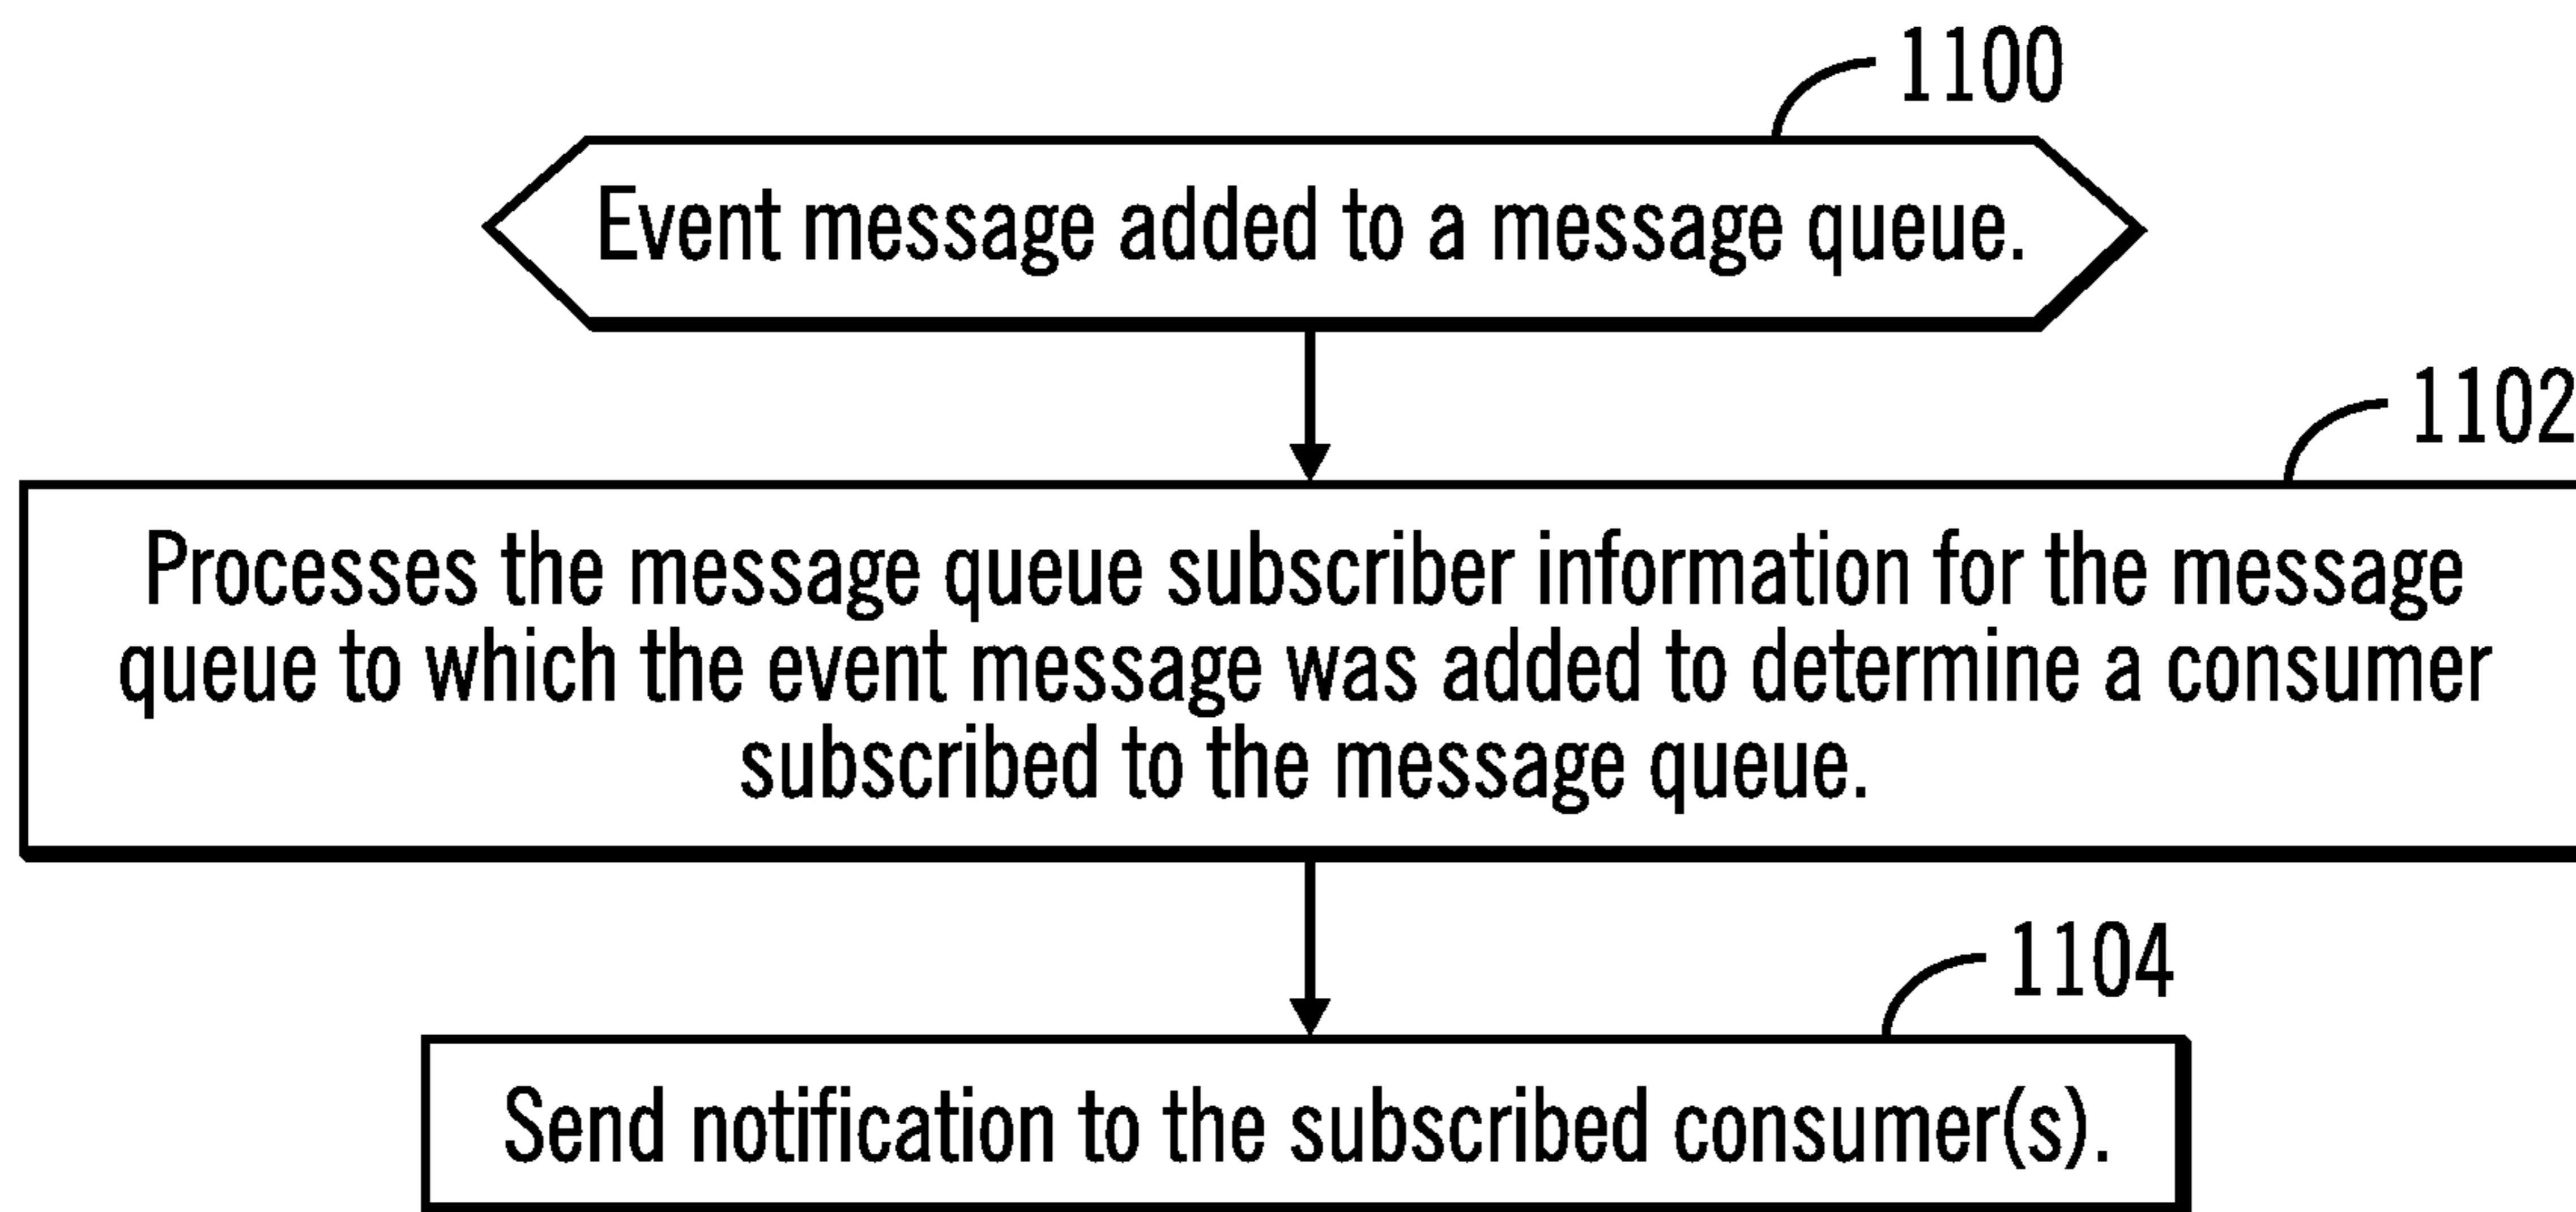 1100
Event message added to a message queue.
1102
Processes the message queue subscriber information for the message
queue to which the event message was added to determine a consumer
subscribed to the message queue.
1104
Send notification to the subscribed consumer(s).